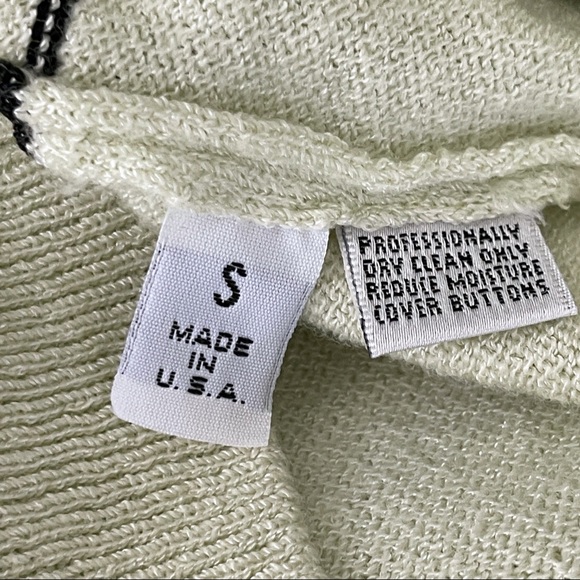 S
MADE
IN
U.S.A.
PROFESSIONALLY
DRY CLEAN ONLY
REDUCE MOISTURE
COVER BUTTONS